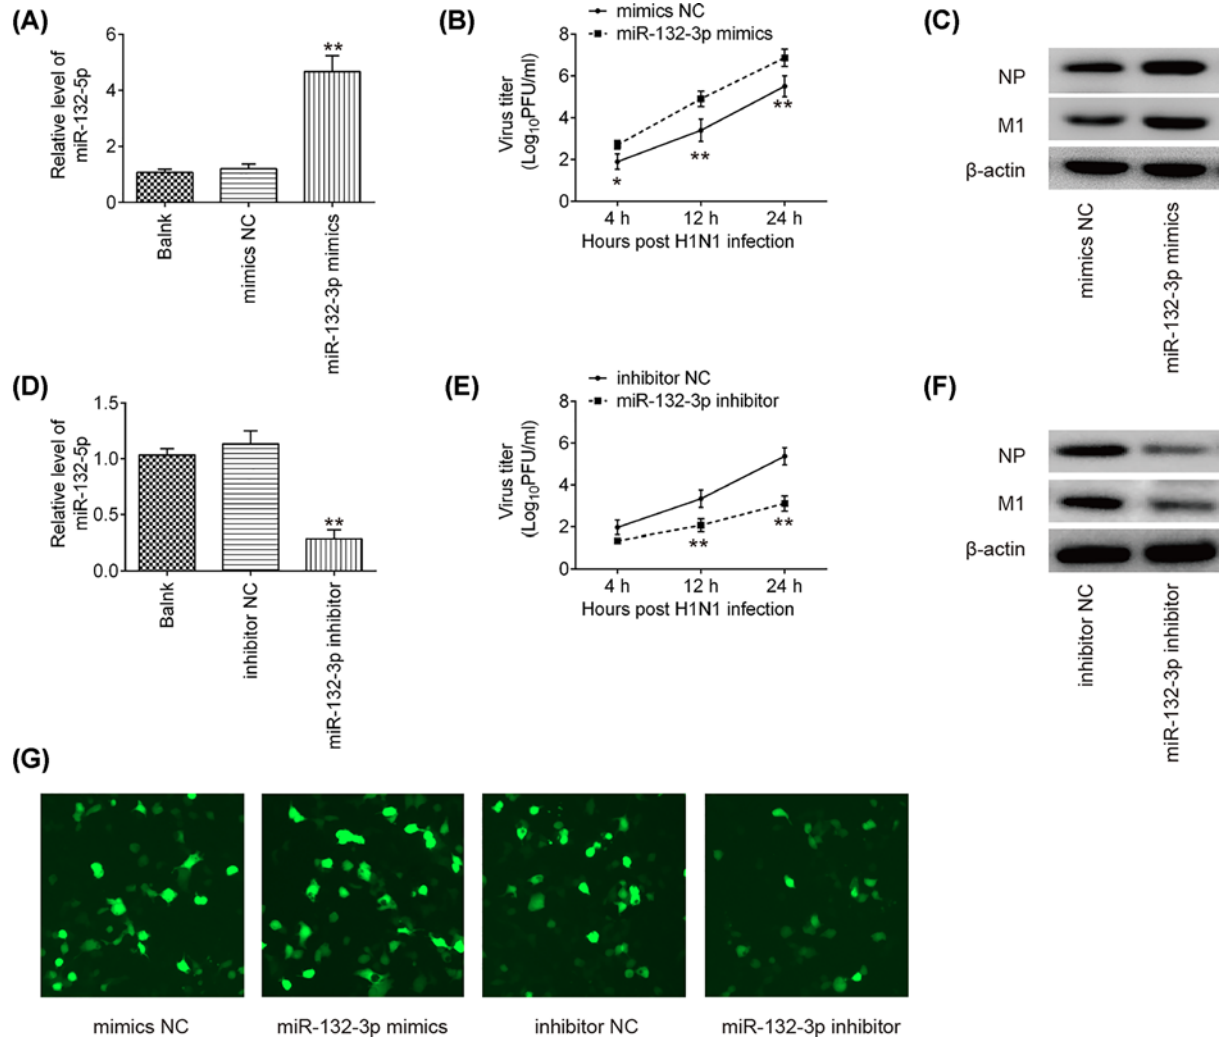 (A)
Relative level of
miR-132-5p
6
4
2
0
**
Balnk
mimics NC
miR-132-3p mimics
(B)
mimics NC
miR-132-3p mimics
Virus titer
(Log₁₀PFU/ml)
8
6
4
2
0
*
**
**
4 h
12 h
24 h
Hours post H1N1 infection
(C)
NP
M1
β-actin
mimics NC
miR-132-3p mimics
(D)
Relative level of
miR-132-5p
1.5
1.0
0.5
0.0
**
Balnk
inhibitor NC
miR-132-3p inhibitor
(E)
inhibitor NC
miR-132-3p inhibitor
Virus titer
(Log₁₀PFU/ml)
8
6
4
2
0
**
**
4 h
12 h
24 h
Hours post H1N1 infection
(F)
NP
M1
β-actin
inhibitor NC
miR-132-3p inhibitor
(G)
mimics NC
miR-132-3p mimics
inhibitor NC
miR-132-3p inhibitor